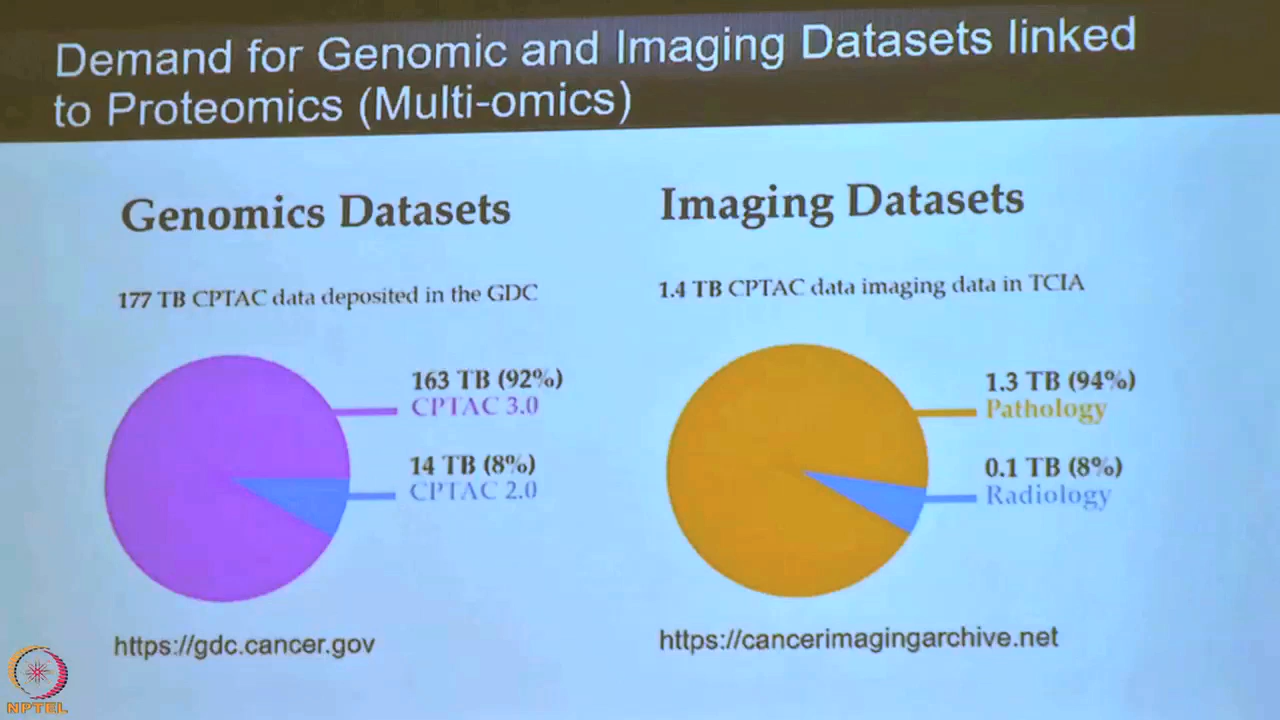 Demand for Genomic and Imaging Datasets linked
to Proteomics (Multi-omics)
Genomics Datasets
177 TB CPTAC data deposited in the GDC
163 TB (92%)
CPTAC 3.0
14 TB (8%)
CPTAC 2.0
https://gdc.cancer.gov
Imaging Datasets
1.4 TB CPTAC data imaging data in TCIA
1.3 TB (94%)
Pathology
0.1 TB (8%)
Radiology
https://cancerimagingarchive.net
NPTEL